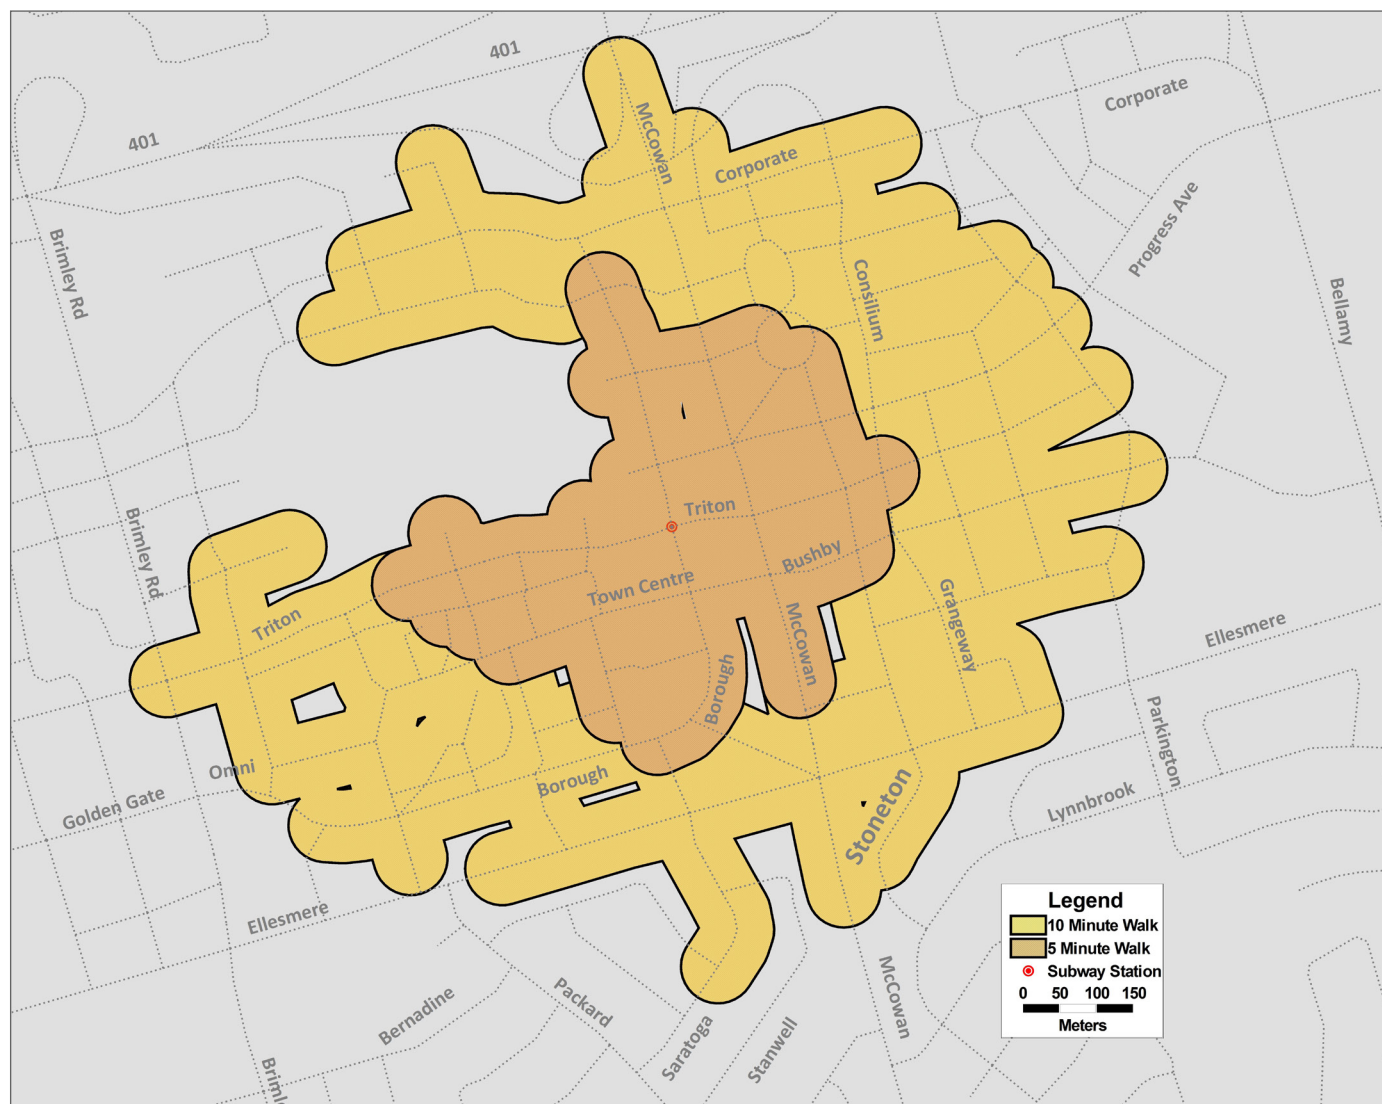 401
401
McCowan
Corporate
Corporate
Progress Ave
Brimley Rd
Consilium
Bellamy
Triton
Brimley Rd
Bushby
Town Centre
Triton
McCowan
Grangeway
Ellesmere
Borough
Parkington
Omni
Borough
Golden Gate
Stoneton
Lynnbrook
Ellesmere
Bernadine
Packard
Saratoga
Stanwell
McCowan
Briml
Legend
10 Minute Walk
5 Minute Walk
Subway Station
0 50 100 150
Meters